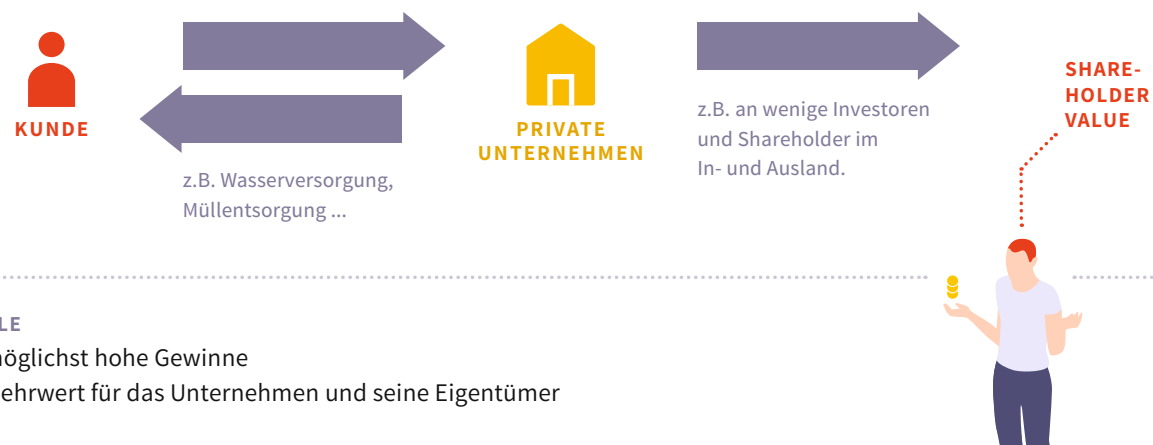 KUNDE
z.B. Wasserversorgung,
Müllentsorgung ...
PRIVATE
UNTERNEHMEN
z.B. an wenige Investoren
und Shareholder im
In- und Ausland.
SHARE-
HOLDER
VALUE
LE
öglichst hohe Gewinne
ehrwert für das Unternehmen und seine Eigentümer